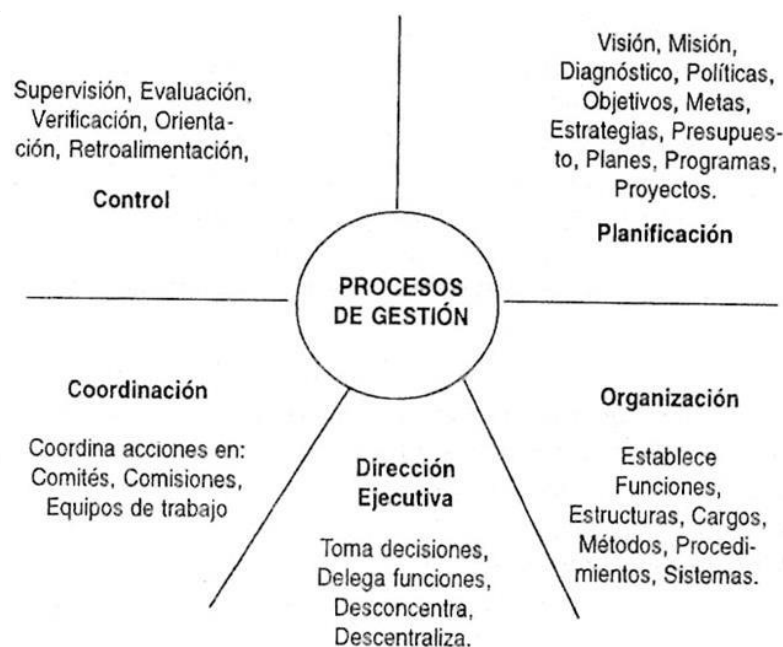 Supervisión, Evaluación,
Verificación, Orienta-
ción, Retroalimentación,
Control
Visión, Misión,
Diagnóstico, Políticas,
Objetivos, Metas,
Estrategias, Presupues-
to, Planes, Programas,
Proyectos.
Planificación
PROCESOS
DE GESTIÓN
Coordinación
Coordina acciones en:
Comités, Comisiones,
Equipos de trabajo
Dirección
Ejecutiva
Toma decisiones,
Delega funciones,
Desconcentra,
Descentraliza.
Organización
Establece
Funciones,
Estructuras, Cargos,
Métodos, Procedi-
mientos, Sistemas.